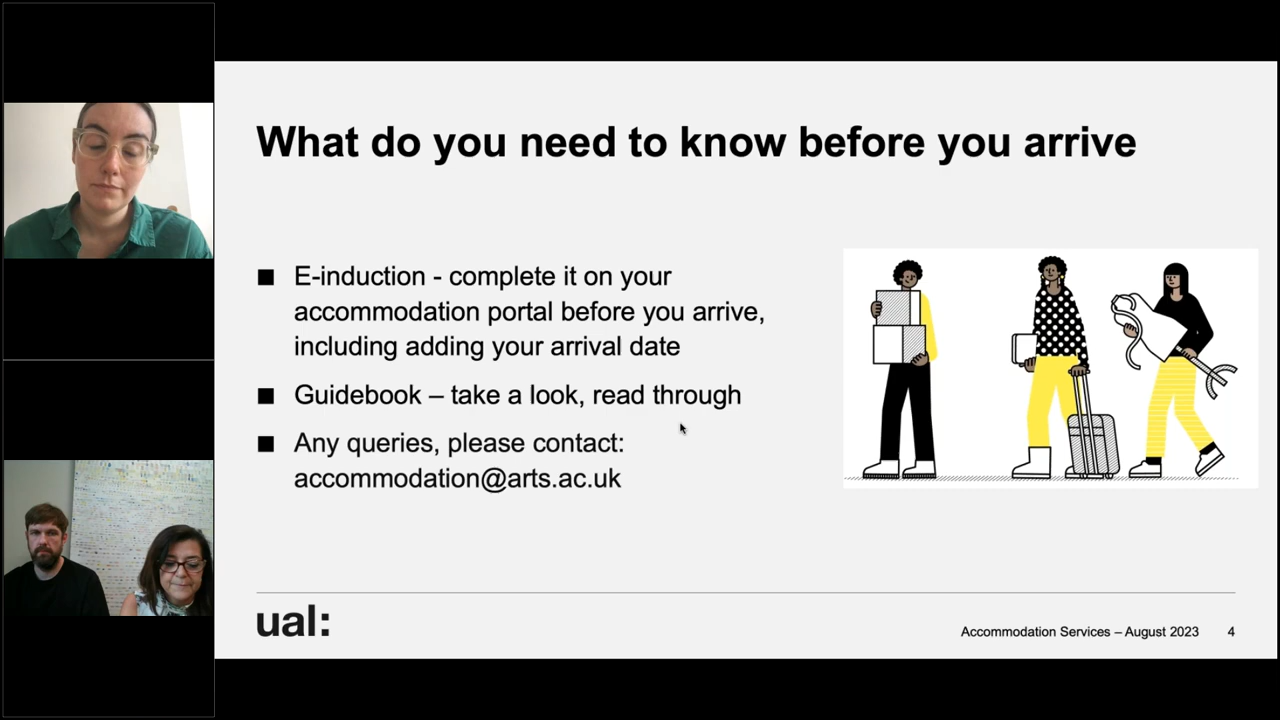 What do you need to know before you arrive
■ E-induction - complete it on your
accommodation portal before you arrive,
including adding your arrival date
■ Guidebook – take a look, read through
■ Any queries, please contact:
accommodation@arts.ac.uk
ual:
Accommodation Services – August 2023 4